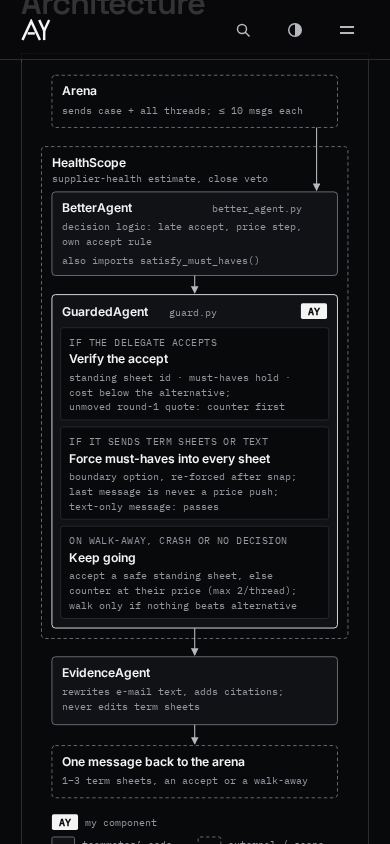 Architecture
AY
Arena
sends case + all threads; ≤ 10 msgs each
HealthScope
supplier-health estimate, close veto
BetterAgent better_agent.py
decision logic: late accept, price step,
own accept rule
also imports satisfy_must_haves()
GuardedAgent guard.py AY
IF THE DELEGATE ACCEPTS
Verify the accept
standing sheet id · must-haves hold ·
cost below the alternative;
unmoved round-1 quote: counter first
IF IT SENDS TERM SHEETS OR TEXT
Force must-haves into every sheet
boundary option, re-forced after snap;
last message is never a price push;
text-only message: passes
ON WALK-AWAY, CRASH OR NO DECISION
Keep going
accept a safe standing sheet, else
counter at their price (max 2/thread);
walk only if nothing beats alternative
EvidenceAgent
rewrites e-mail text, adds citations;
never edits term sheets
One message back to the arena
1–3 term sheets, an accept or a walk-away
AY my component